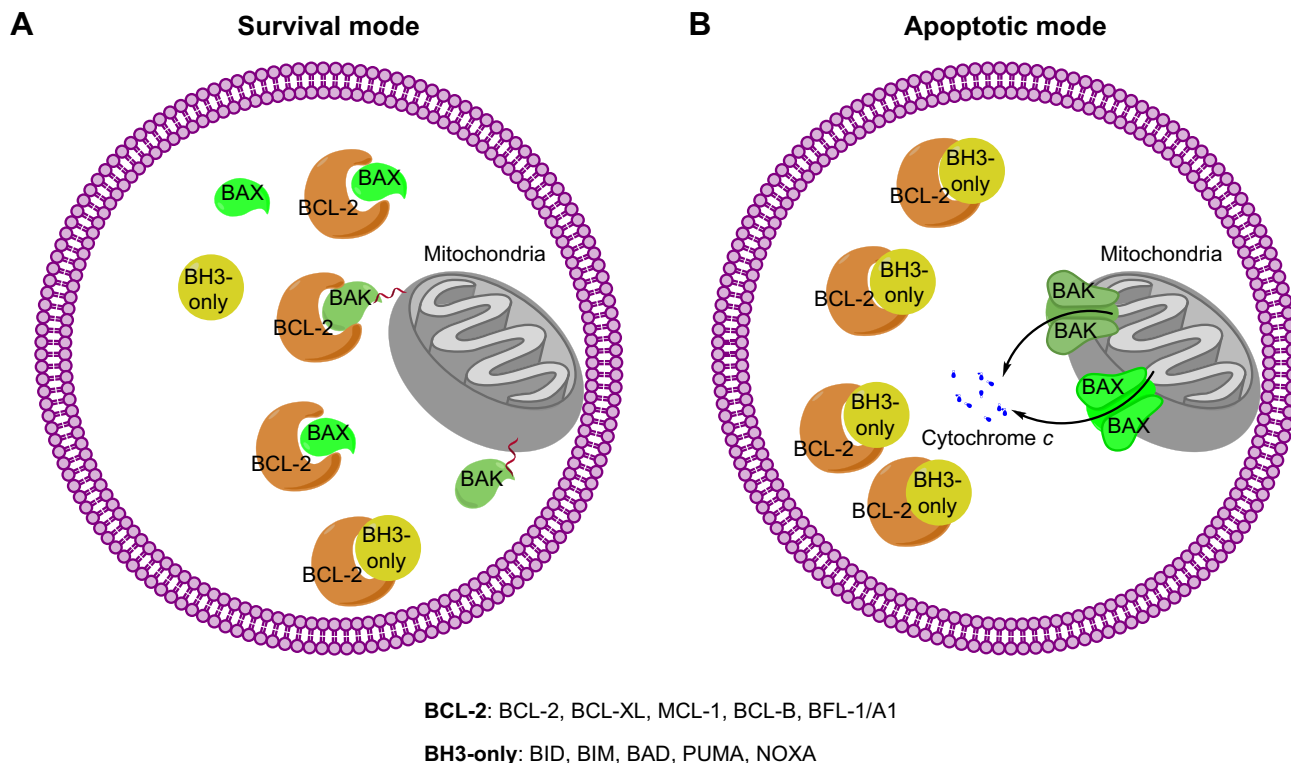 A
Survival mode
BAX
BAX
BCL-2
BH3-
only
Mitochondria
BAK
BCL-2
BAX
BCL-2
BAK
BH3-
only
BCL-2
B
Apoptotic mode
BH3-
only
BCL-2
Mitochondria
BH3-
only
BCL-2
BAK
BAK
BH3-
only
BCL-2
BAX
BAX
Cytochrome c
BH3-
only
BCL-2
BCL-2: BCL-2, BCL-XL, MCL-1, BCL-B, BFL-1/A1
BH3-only: BID, BIM, BAD, PUMA, NOXA